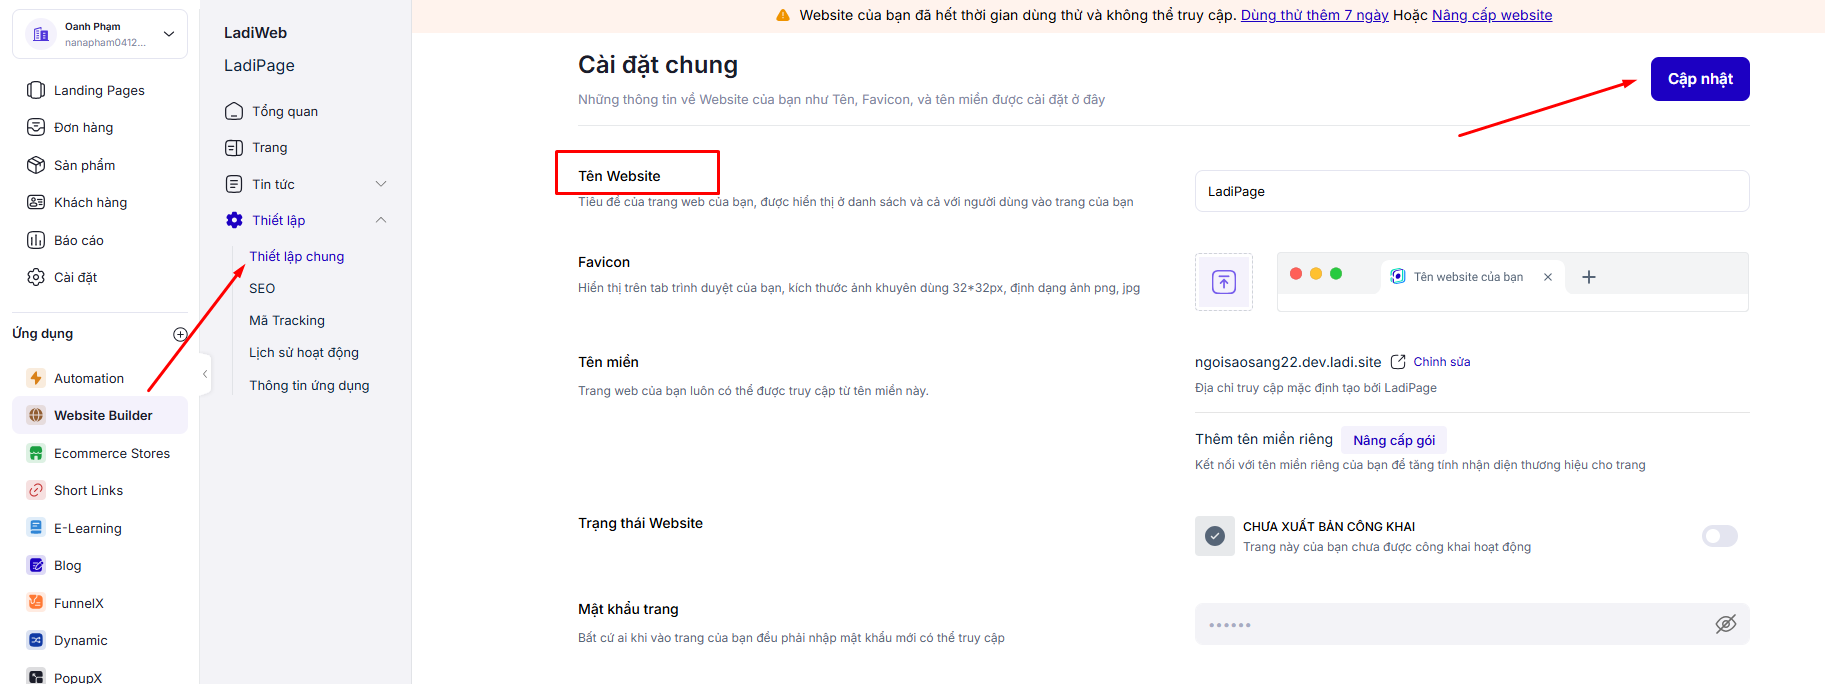 Oanh Phạm
nanapham0412...
Landing Pages
Đơn hàng
Sản phẩm
Khách hàng
Báo cáo
Cài đặt
Ứng dụng
Automation
Website Builder
Ecommerce Stores
Short Links
E-Learning
Blog
FunnelX
Dynamic
PopupX
LadiWeb
LadiPage
Tổng quan
Trang
Tin tức
Thiết lập
Thiết lập chung
SEO
Mã Tracking
Lịch sử hoạt động
Thông tin ứng dụng
Website của bạn đã hết thời gian dùng thử và không thể truy cập. Dùng thử thêm 7 ngày Hoặc Nâng cấp website
Cài đặt chung
Những thông tin về Website của bạn như Tên, Favicon, và tên miền được cài đặt ở đây
Cập nhật
Tên Website
Tiêu đề của trang web của bạn, được hiển thị ở danh sách và cả với người dùng vào trang của bạn
LadiPage
Favicon
Hiển thị trên tab trình duyệt của bạn, kích thước ảnh khuyên dùng 32*32px, định dạng ảnh png, jpg
Tên website của bạn
Tên miền
Trang web của bạn luôn có thể được truy cập từ tên miền này.
ngoisaosang22.dev.ladi.site Chỉnh sửa
Địa chỉ truy cập mặc định tạo bởi LadiPage
Thêm tên miền riêng Nâng cấp gói
Kết nối với tên miền riêng của bạn để tăng tính nhận diện thương hiệu cho trang
Trạng thái Website
CHƯA XUẤT BẢN CÔNG KHAI
Trang này của bạn chưa được công khai hoạt động
Mật khẩu trang
Bất cứ ai khi vào trang của bạn đều phải nhập mật khẩu mới có thể truy cập